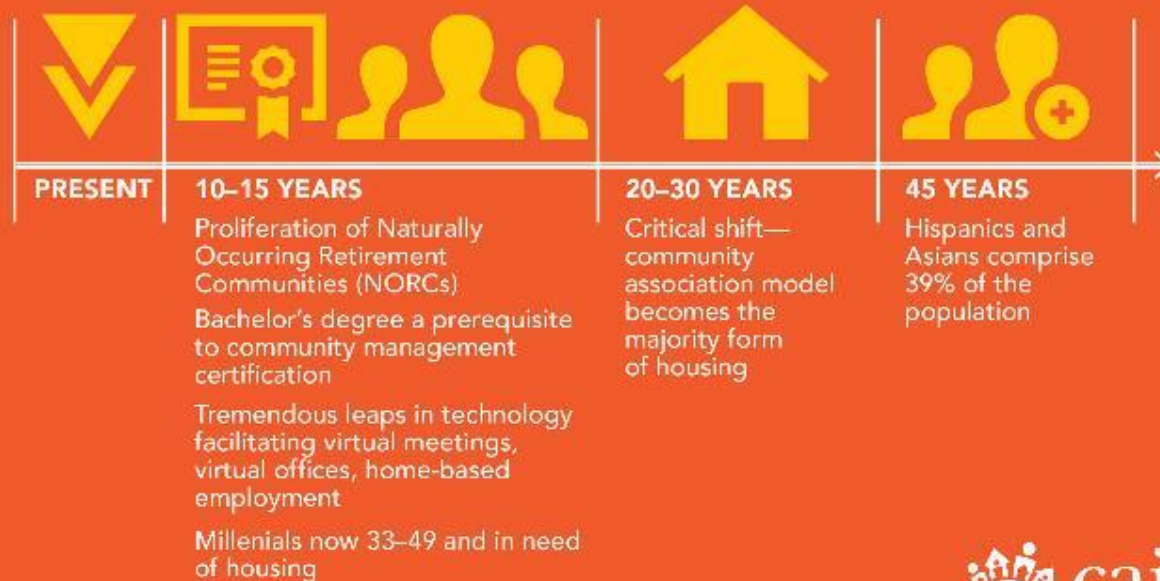 PRESENT
10–15 YEARS
Proliferation of Naturally
Occurring Retirement
Communities (NORCs)
Bachelor's degree a prerequisite
to community management
certification
Tremendous leaps in technology
facilitating virtual meetings,
virtual offices, home-based
employment
Millenials now 33–49 and in need
of housing
20–30 YEARS
Critical shift—
community
association model
becomes the
majority form
of housing
45 YEARS
Hispanics and
Asians comprise
39% of the
population
cai